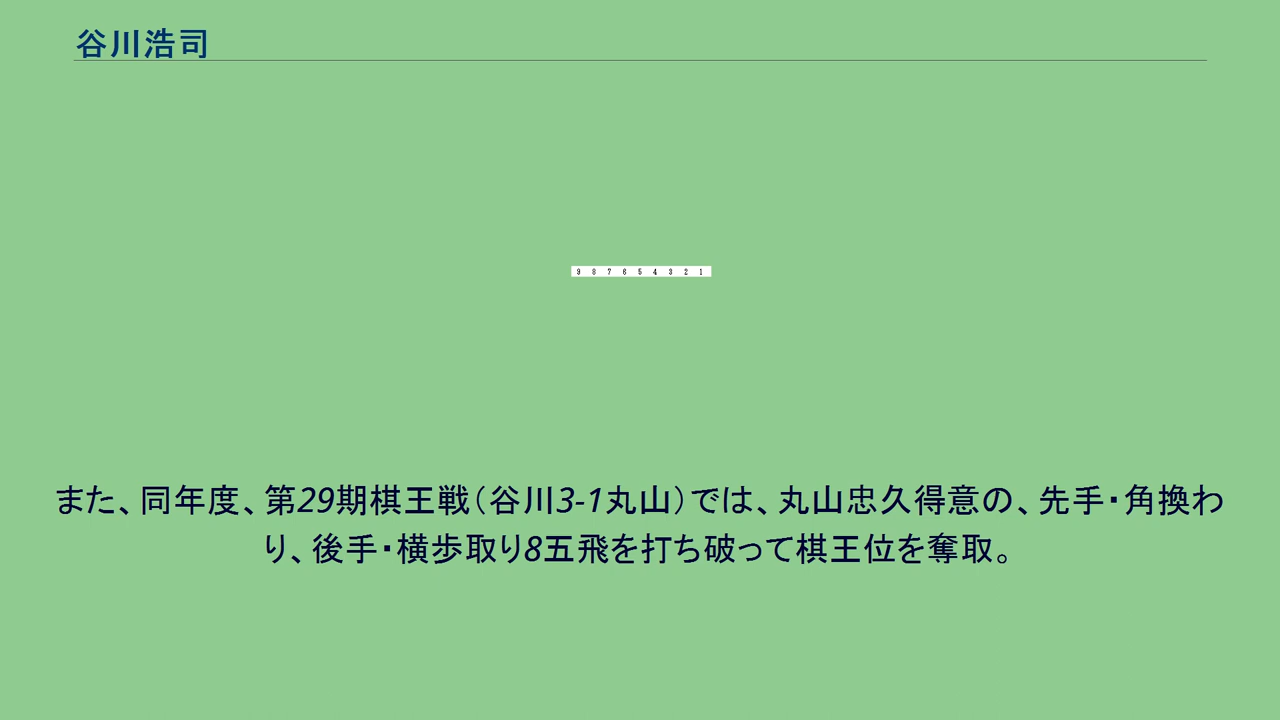 谷川浩司
9 8 7 6 5 4 3 2 1
また、同年度、第29期棋王戦(谷川3-1丸山)では、丸山忠久得意の、先手・角換わ
り、後手・横歩取り8五飛を打ち破って棋王位を奪取。